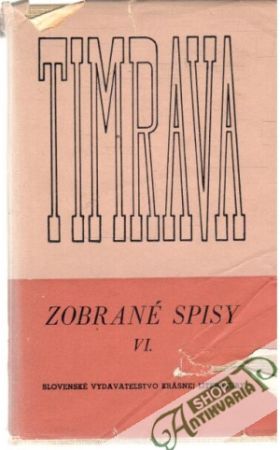 TIMRAVA
ZOBRANÉ SPISY
VI.
SLOVENSKÉ VYDAVATEĽSTVO KRÁSNEJ
SHOP
ANTIKVARIÁT